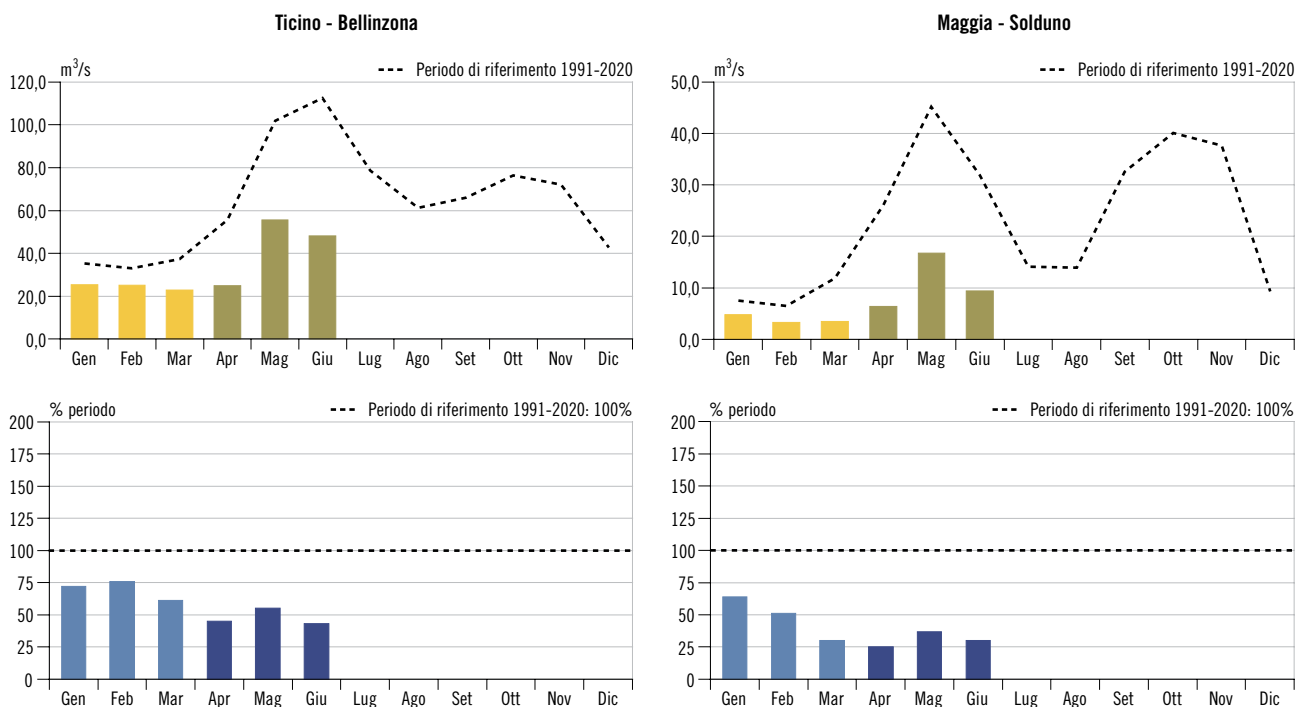 Ticino - Bellinzona
m³/s
Periodo di riferimento 1991-2020
120,0
100,0
80,0
60,0
40,0
20,0
0,0
Gen Feb Mar Apr Mag Giu Lug Ago Set Ott Nov Dic
Maggia - Solduno
m³/s
Periodo di riferimento 1991-2020
50,0
40,0
30,0
20,0
10,0
0,0
Gen Feb Mar Apr Mag Giu Lug Ago Set Ott Nov Dic
% periodo
Periodo di riferimento 1991-2020: 100%
200
175
150
125
100
75
50
25
0
Gen Feb Mar Apr Mag Giu Lug Ago Set Ott Nov Dic
% periodo
Periodo di riferimento 1991-2020: 100%
200
175
150
125
100
75
50
25
0
Gen Feb Mar Apr Mag Giu Lug Ago Set Ott Nov Dic